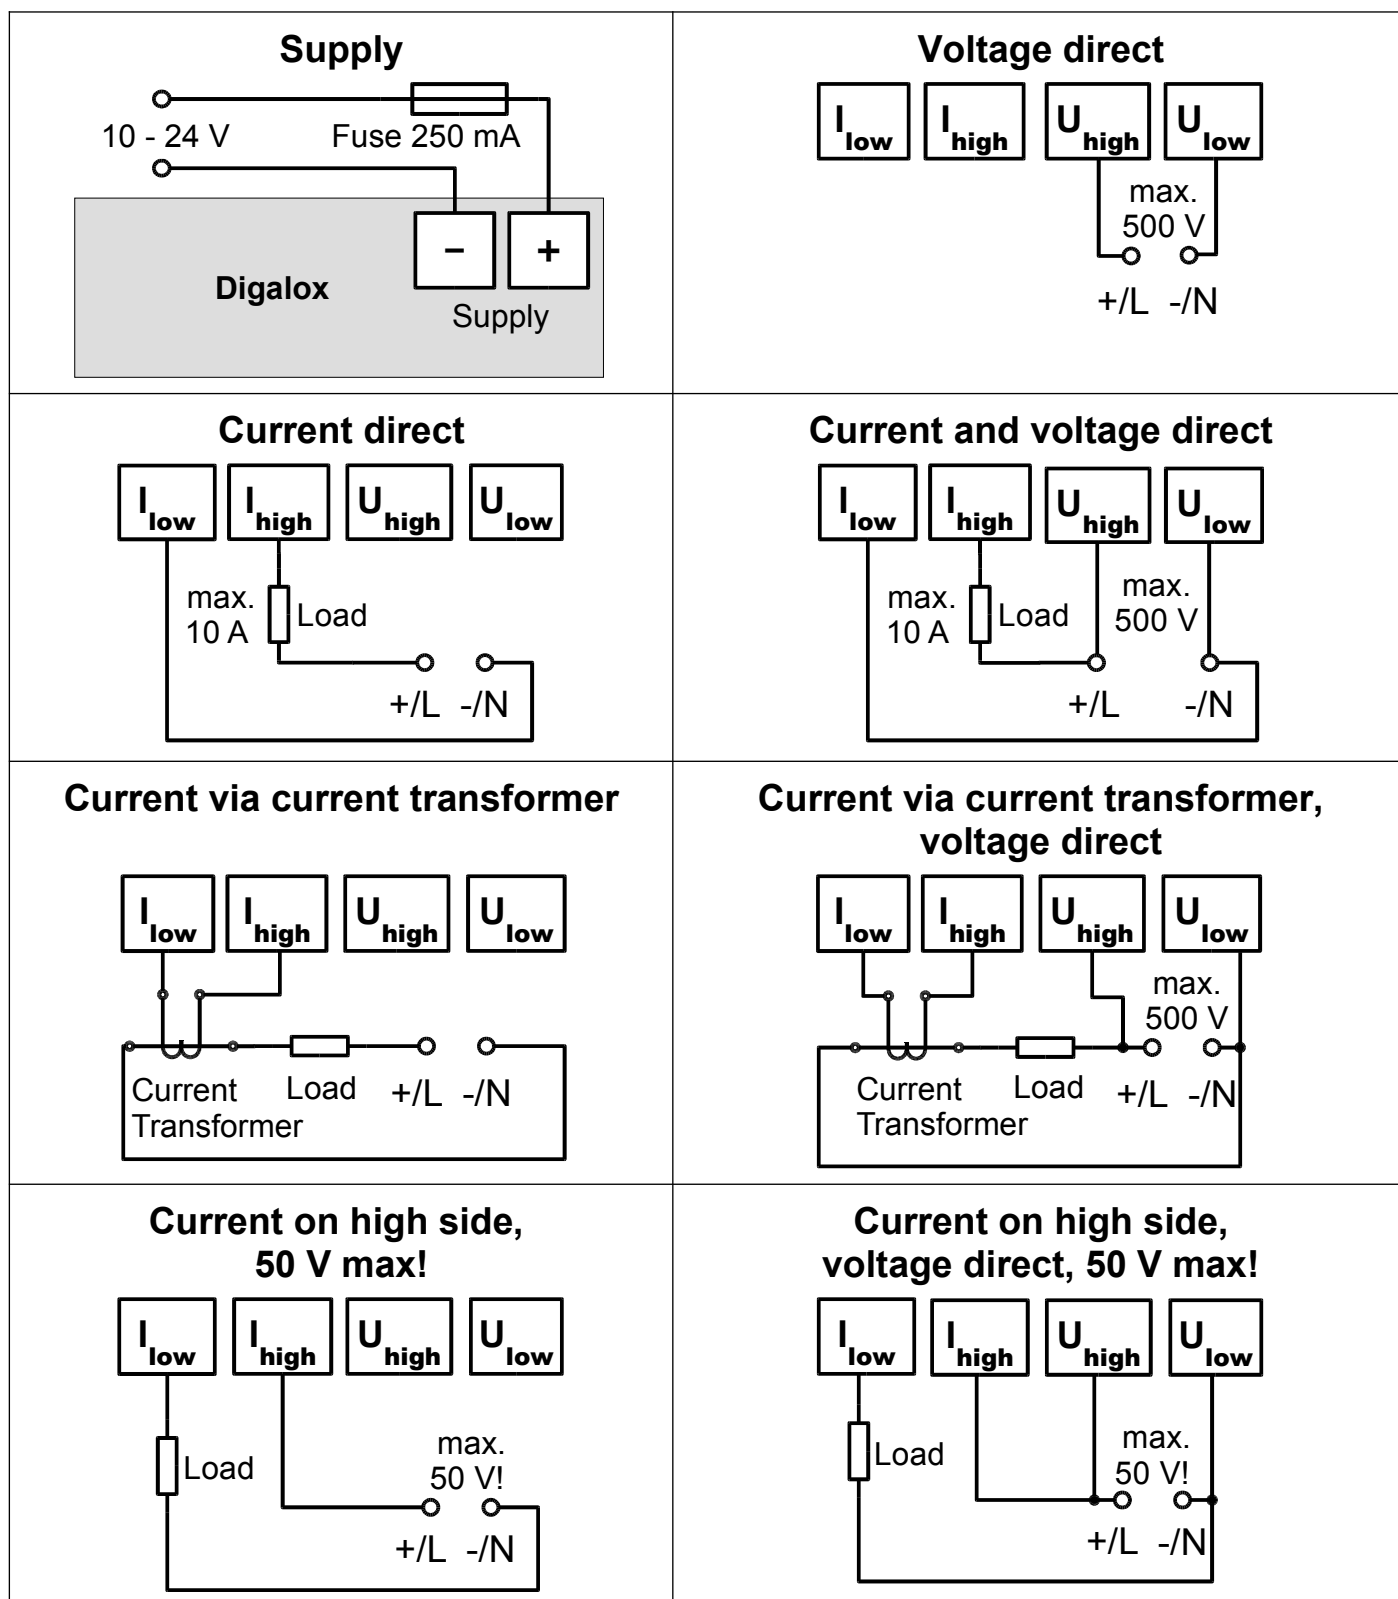 Supply
10 - 24 V
Fuse 250 mA
− +
Digalox
Supply
Voltage direct
Ilow Ihigh Uhigh Ulow
max.
500 V
+/L -/N
Current direct
Ilow Ihigh Uhigh Ulow
max.
10 A
Load
+/L -/N
Current and voltage direct
Ilow Ihigh Uhigh Ulow
max.
10 A
Load
max.
500 V
+/L -/N
Current via current transformer
Ilow Ihigh Uhigh Ulow
Current
Transformer
Load
+/L -/N
Current via current transformer,
voltage direct
Ilow Ihigh Uhigh Ulow
max.
500 V
Current
Transformer
Load
+/L -/N
Current on high side,
50 V max!
Ilow Ihigh Uhigh Ulow
Load
max.
50 V!
+/L -/N
Current on high side,
voltage direct, 50 V max!
Ilow Ihigh Uhigh Ulow
Load
max.
50 V!
+/L -/N